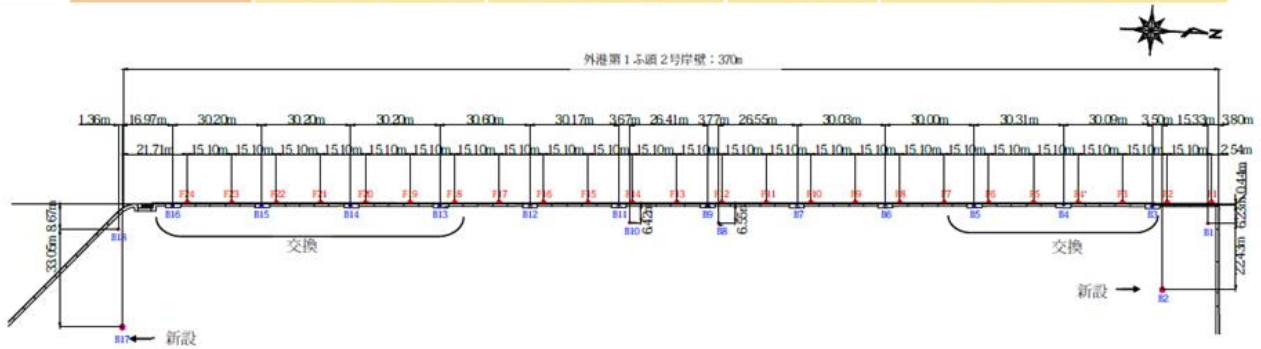 N
外港第1ふ頭2号岸壁：370m
1.36m 16.97m 30.20m 30.20m 30.20m 30.60m 30.17m 3.67m 26.41m 3.77m 26.55m 30.03m 30.00m 30.31m 30.09m 3.50m 15.33m 3.80m
21.71m 15.10m 15.10m 15.10m 15.10m 15.10m 15.10m 15.10m 15.10m 15.10m 15.10m 15.10m 15.10m 15.10m 15.10m 15.10m 15.10m 15.10m 15.10m 15.10m 15.10m 15.10m 15.10m 15.10m 2.54m
F24 F23 F22 F21 F20 F19 F18 F17 F16 F15 F14 F13 F12 F11 F10 F9 F8 F7 F6 F5 F4' F3 F2 F1
B16 B15 B14 B13 B12 B11 B9 B7 B6 B5 B4 B3
0.44m
6.23m
22.43m
8.67m
33.05m
6.42m
6.55m
B18 B10 B8 B1
交換 交換
新設 B2
B17 新設